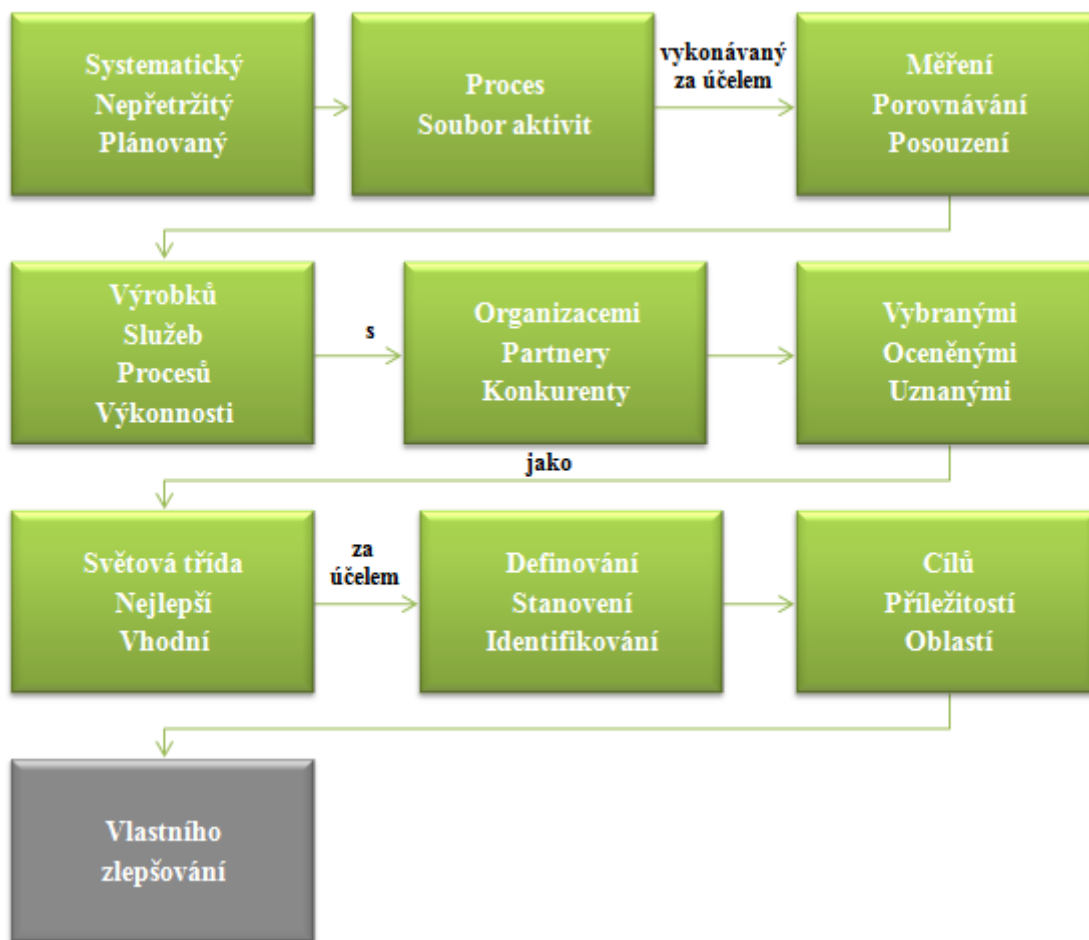 Systematický
Nepřetržitý
Plánovaný
Proces
Soubor aktivit
vykonávaný
za účelem
Měření
Porovnávání
Posouzení
Výrobků
Služeb
Procesů
Výkonnosti
s
Organizacemi
Partnery
Konkurenty
Vybranými
Oceněnými
Uznanými
jako
Světová třída
Nejlepší
Vhodní
za
účelem
Definování
Stanovení
Identifikování
Cílů
Příležitostí
Oblastí
Vlastního
zlepšování